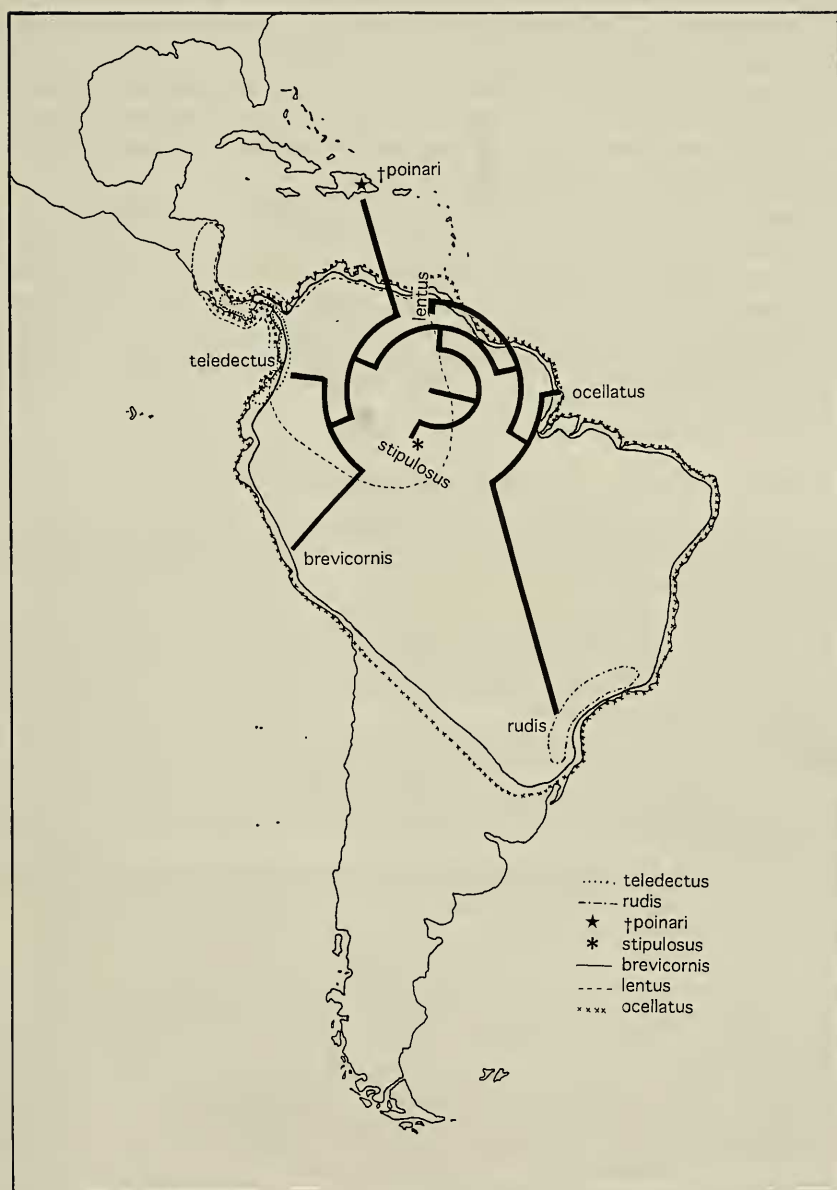 †poinari
lentus
teledectus
ocellatus
stipulosus
brevicornis
rudis
teledectus
rudis
†poinari
stipulosus
brevicornis
lentus
ocellatus